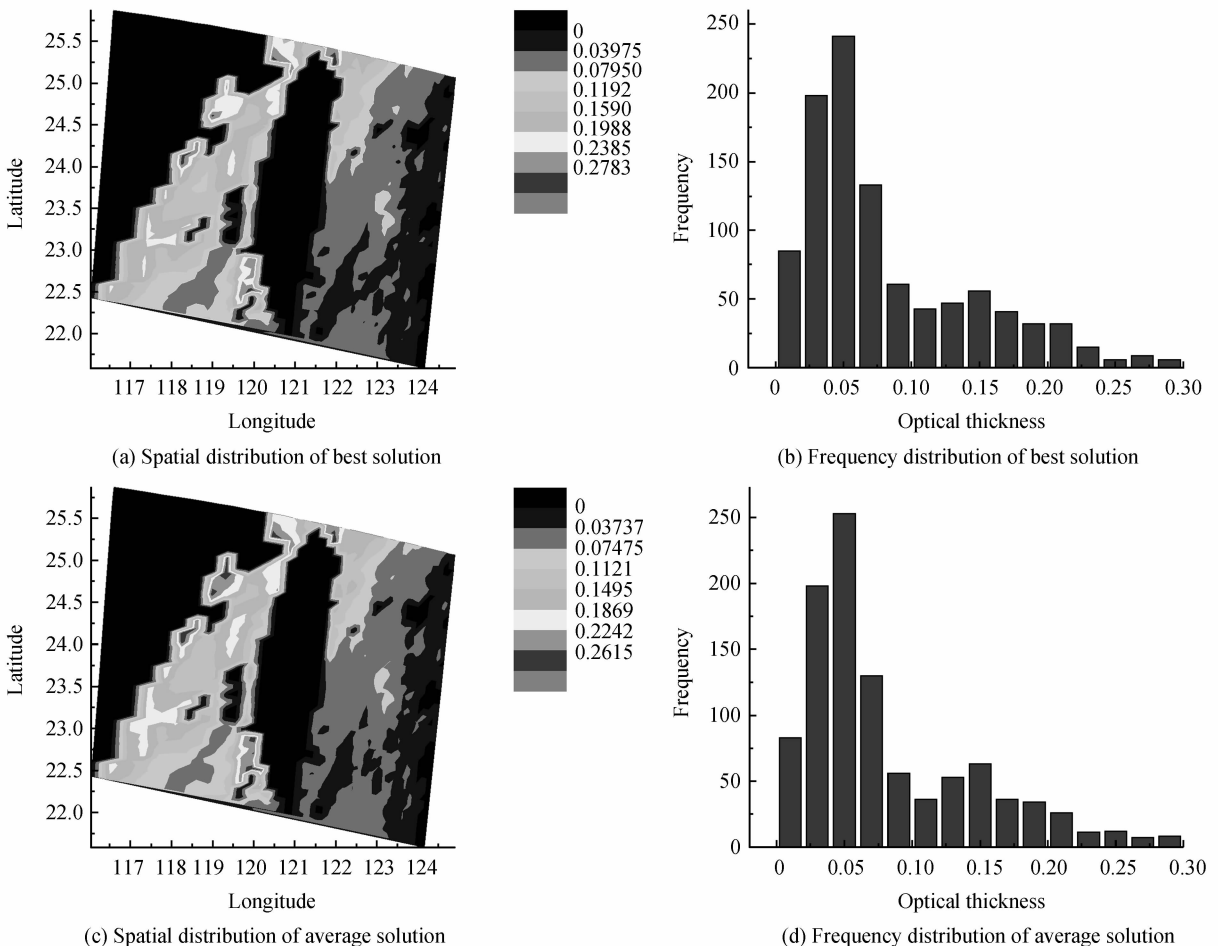 25.5
25.0
24.5
24.0
23.5
23.0
22.5
22.0
Latitude
117 118 119 120 121 122 123 124
Longitude
0
0.03975
0.07950
0.1192
0.1590
0.1988
0.2385
0.2783
(a) Spatial distribution of best solution
250
200
150
100
50
0
Frequency
0 0.05 0.10 0.15 0.20 0.25 0.30
Optical thickness
(b) Frequency distribution of best solution
25.5
25.0
24.5
24.0
23.5
23.0
22.5
22.0
Latitude
117 118 119 120 121 122 123 124
Longitude
0
0.03737
0.07475
0.1121
0.1495
0.1869
0.2242
0.2615
(c) Spatial distribution of average solution
250
200
150
100
50
0
Frequency
0 0.05 0.10 0.15 0.20 0.25 0.30
Optical thickness
(d) Frequency distribution of average solution